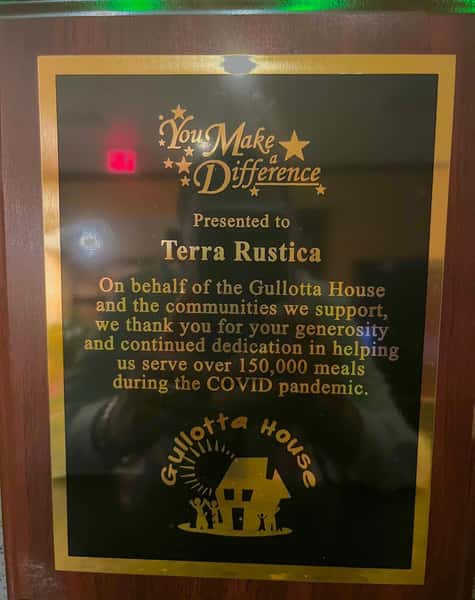 You Make
a
Difference
Presented to
Terra Rustica
On behalf of the Gullotta House
and the communities we support,
we thank you for your generosity
and continued dedication in helping
us serve over 150,000 meals
during the COVID pandemic.
Gullotta House